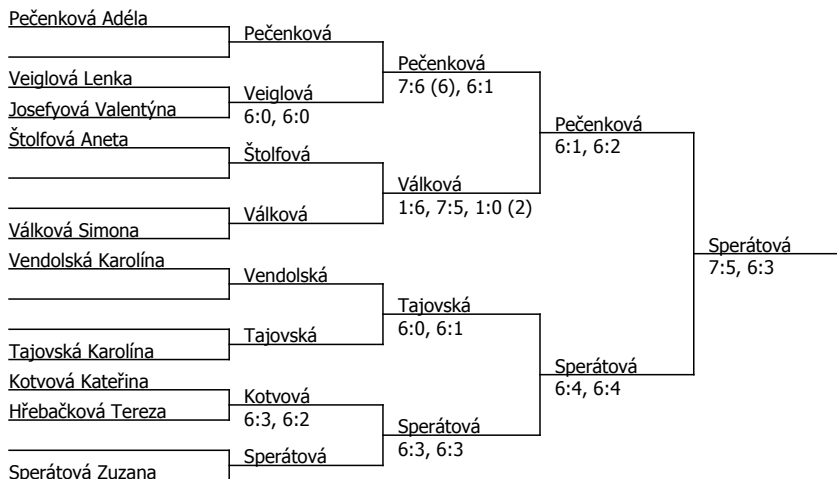 Pečenková Adéla
Pečenková
Pečenková
7:6 (6), 6:1
Veiglová Lenka
Veiglová
6:0, 6:0
Josefyová Valentýna
Pečenková
6:1, 6:2
Štolfová Aneta
Štolfová
Válková
1:6, 7:5, 1:0 (2)
Válková
Válková Simona
Sperátová
7:5, 6:3
Vendolská Karolína
Vendolská
Tajovská
6:0, 6:1
Tajovská
Tajovská Karolína
Sperátová
6:4, 6:4
Kotvová Kateřina
Kotvová
6:3, 6:2
Hřebačková Tereza
Sperátová
6:3, 6:3
Sperátová
Sperátová Zuzana